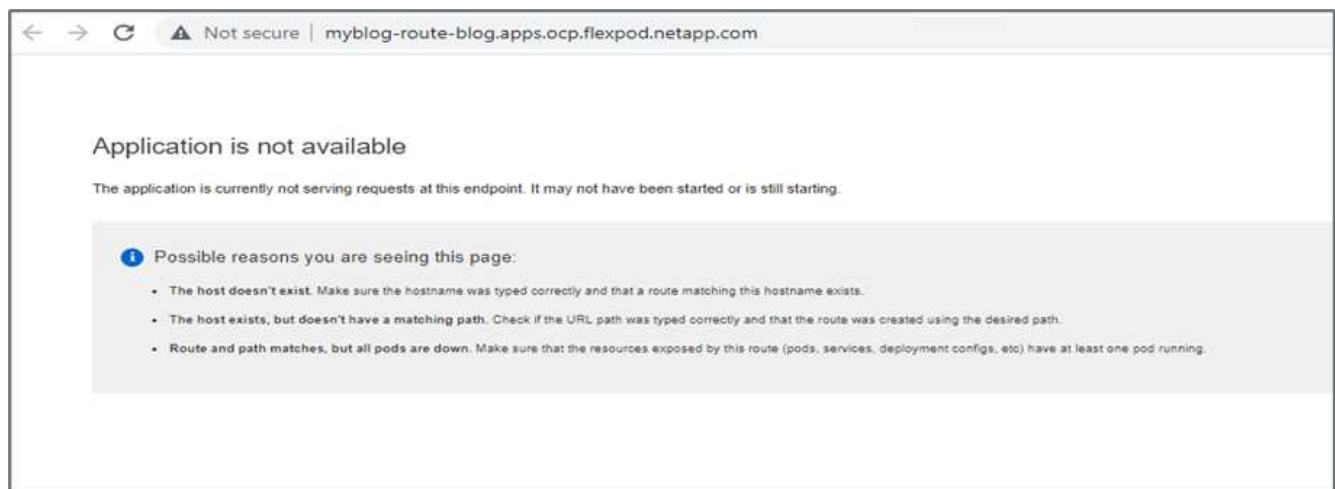 Not secure | myblog-route-blog.apps.ocp.flexpod.netapp.com
Application is not available
The application is currently not serving requests at this endpoint. It may not have been started or is still starting.
Possible reasons you are seeing this page:
• The host doesn't exist. Make sure the hostname was typed correctly and that a route matching this hostname exists.
• The host exists, but doesn't have a matching path. Check if the URL path was typed correctly and that the route was created using the desired path.
• Route and path matches, but all pods are down. Make sure that the resources exposed by this route (pods, services, deployment configs, etc) have at least one pod running.